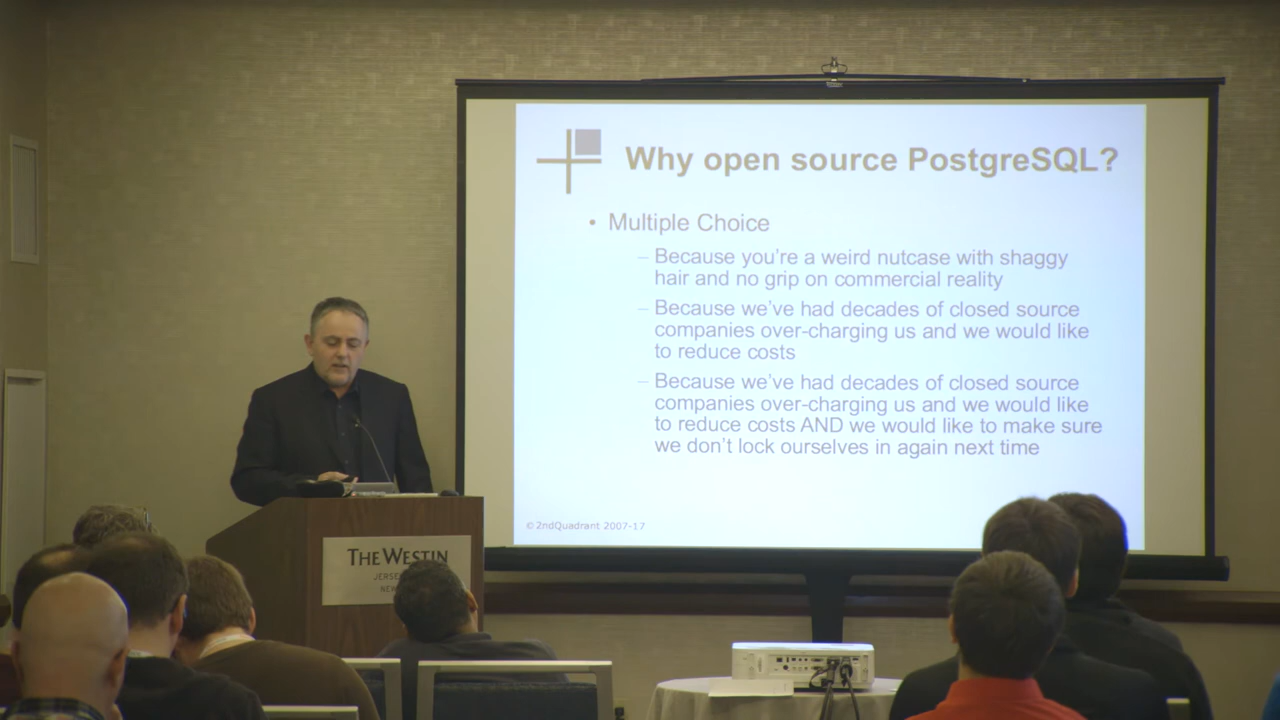 Why open source PostgreSQL?
• Multiple Choice
– Because you're a weird nutcase with shaggy
hair and no grip on commercial reality
– Because we've had decades of closed source
companies over-charging us and we would like
to reduce costs
– Because we've had decades of closed source
companies over-charging us and we would like
to reduce costs AND we would like to make sure
we don't lock ourselves in again next time
© 2ndQuadrant 2007-17
THE WESTIN